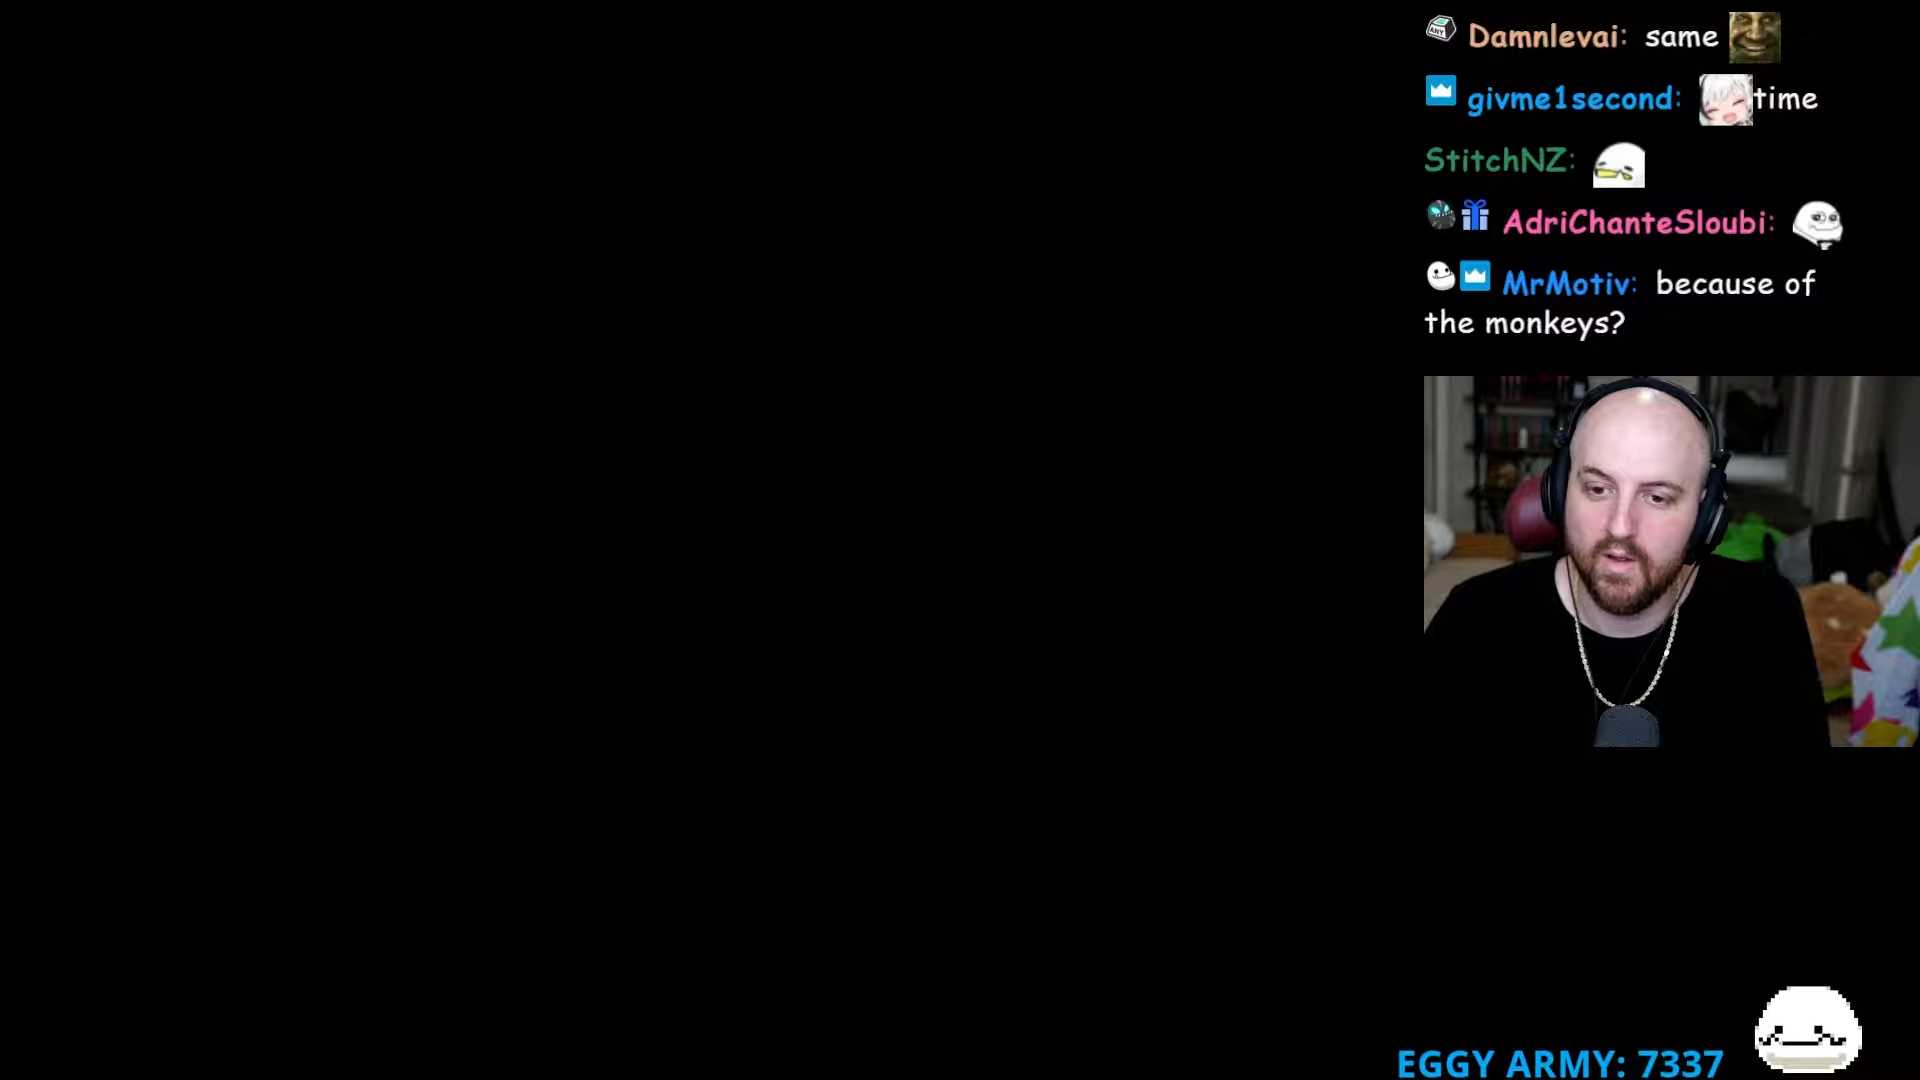 Damnlevai: same
givme1second: time
StitchNZ:
AdriChanteSloubi:
MrMotiv: because of
the monkeys?
EGGY ARMY: 7337